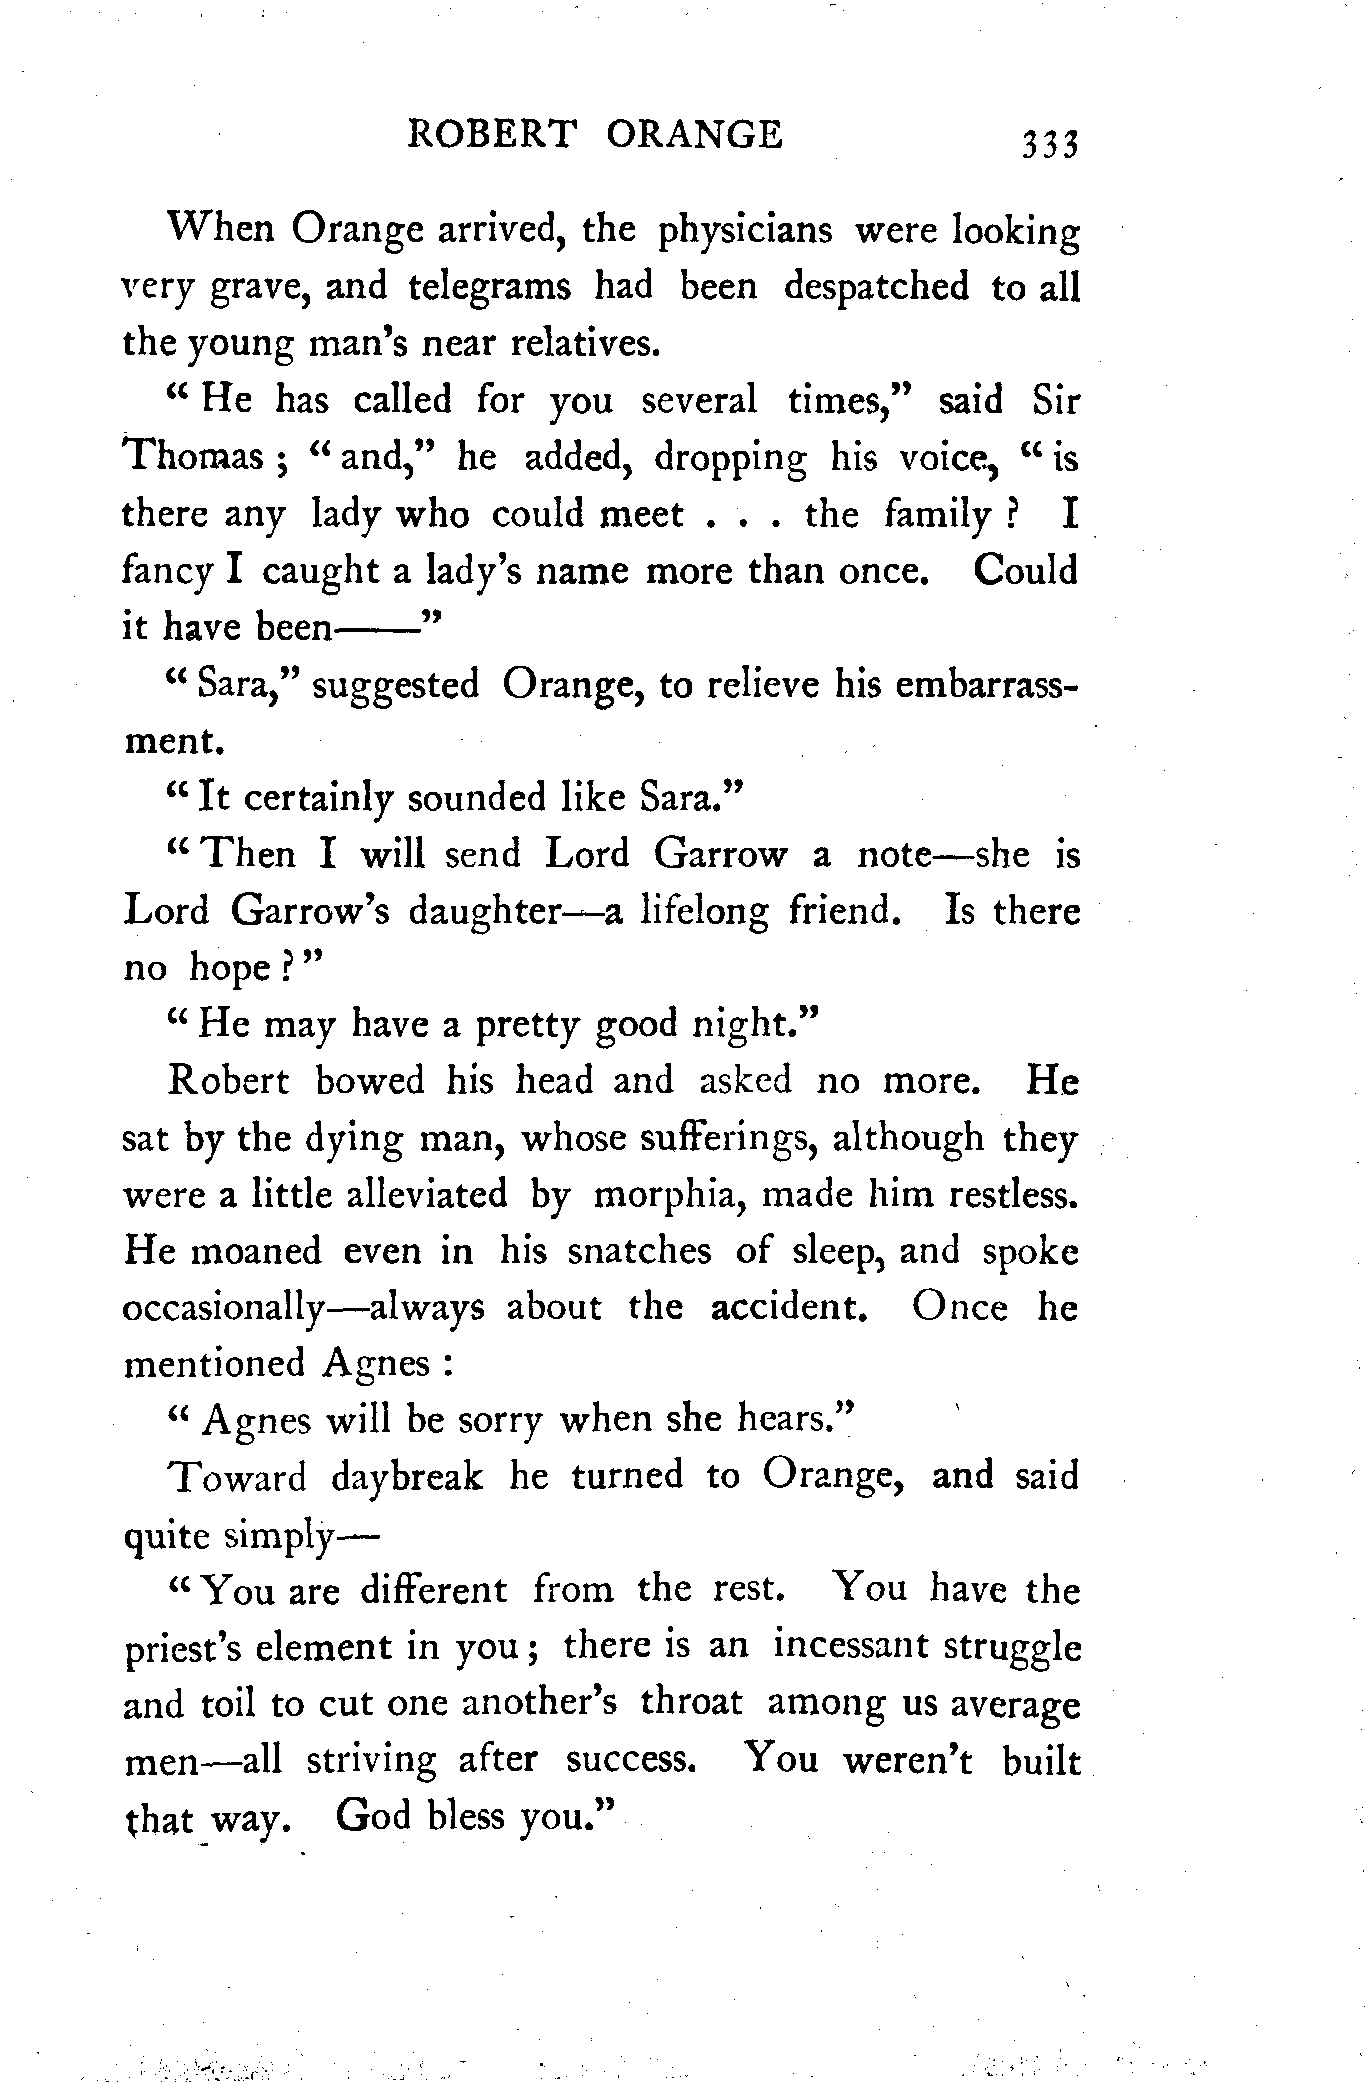 ROBERT ORANGE 333
When Orange arrived, the physicians were looking
very grave, and telegrams had been despatched to all
the young man's near relatives.
“ He has called for you several times,” said Sir
Thomas ; “ and,” he added, dropping his voice, “ is
there any lady who could meet . . . the family ? I
fancy I caught a lady's name more than once. Could
it have been——”
“ Sara,” suggested Orange, to relieve his embarrass-
ment.
“ It certainly sounded like Sara.”
“ Then I will send Lord Garrow a note—she is
Lord Garrow's daughter—a lifelong friend. Is there
no hope ? ”
“ He may have a pretty good night.”
Robert bowed his head and asked no more. He
sat by the dying man, whose sufferings, although they
were a little alleviated by morphia, made him restless.
He moaned even in his snatches of sleep, and spoke
occasionally—always about the accident. Once he
mentioned Agnes :
“ Agnes will be sorry when she hears.”
Toward daybreak he turned to Orange, and said
quite simply—
“ You are different from the rest. You have the
priest's element in you ; there is an incessant struggle
and toil to cut one another's throat among us average
men—all striving after success. You weren't built
that way. God bless you.”